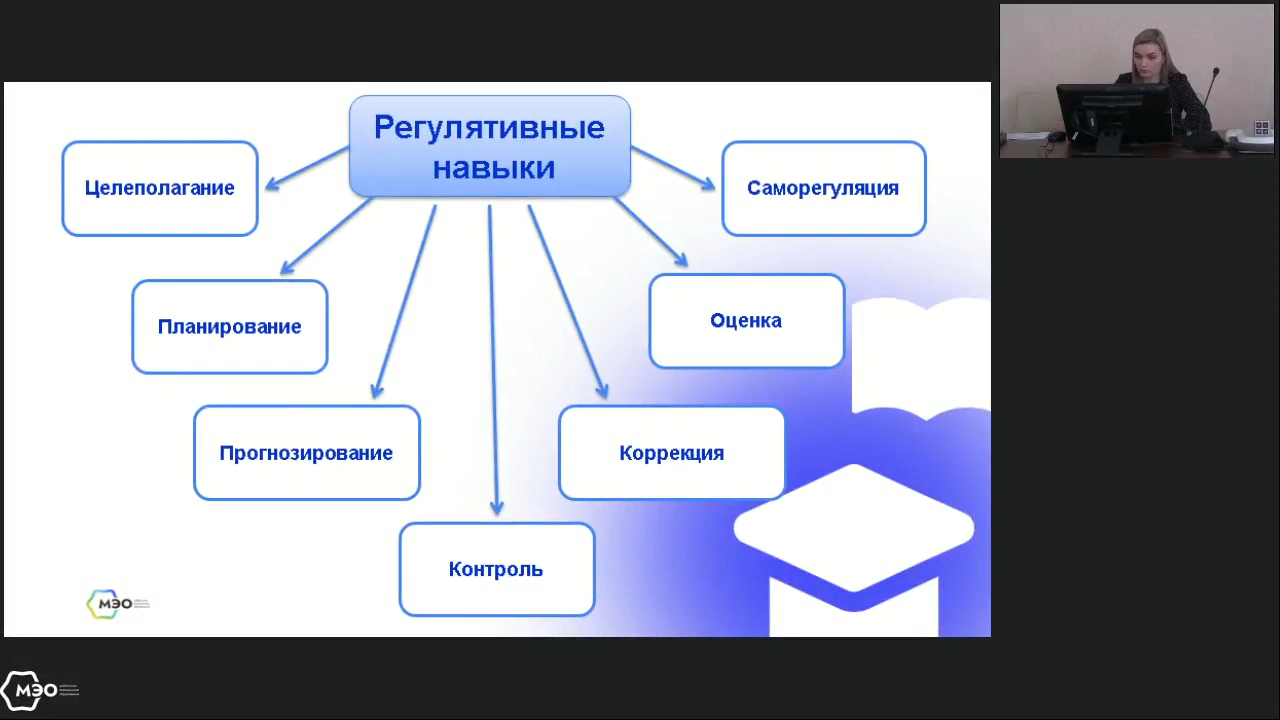 Регулятивные
навыки
Целеполагание
Саморегуляция
Планирование
Оценка
Прогнозирование
Коррекция
Контроль
МЭО
МЭО